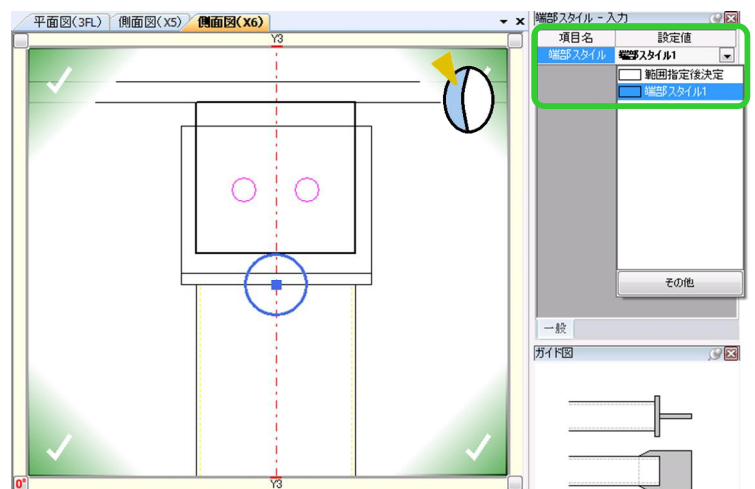 平面図(3FL) 側面図(X5) 側面図(X6)
Y3
Y3
0°
端部スタイル - 入力
項目名 設定値
端部スタイル 端部スタイル1
範囲指定後決定
端部スタイル1
その他
一般
ガイド図